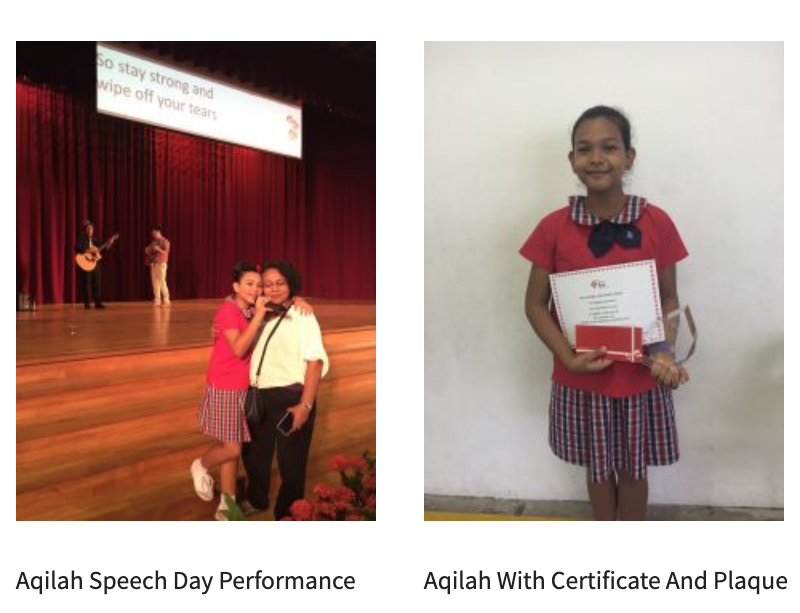 So stay strong and
wipe off your tears
Aqilah Speech Day Performance
Aqilah With Certificate And Plaque